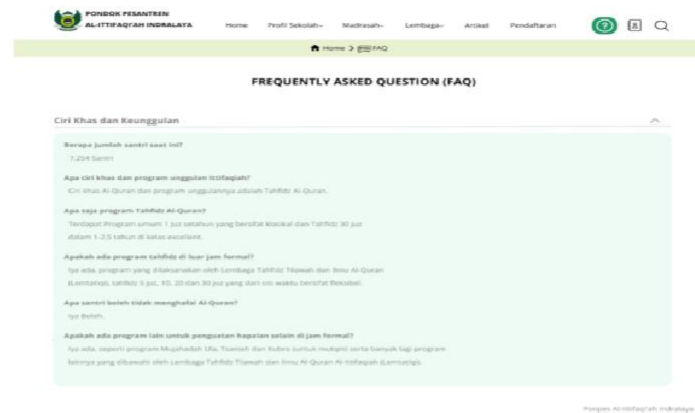 PONDOK PESANTREN
AL-ITTIFAQIAH INDRALAYA
Home Profil Sekolah Madrasah Lembaga Artikel Pendaftaran
Home > FAQ
FREQUENTLY ASKED QUESTION (FAQ)
Ciri Khas dan Keunggulan
Berapa jumlah santri saat ini?
7.254 Santri
Apa ciri khas dan program unggulan Ittifaqiah?
Ciri khas Al-Quran dan program unggulannya adalah Tahfidz Al-Quran.
Apa saja program Tahfidz Al-Quran?
Terdapat Program umum 1 juz setahun yang bersifat klasikal dan Tahfidz 30 juz
dalam 1-2,5 tahun di kelas excellent.
Apakah ada program tahfidz di luar jam formal?
Iya ada, program yang dilaksanakan oleh Lembaga Tahfidz Tilawah dan Ilmu Al-Quran
(Lemtatiqi), tahfidz 5 juz, 10, 20 dan 30 juz yang dari sisi waktu bersifat fleksibel.
Apa santri boleh tidak menghafal Al-Quran?
Iya Boleh.
Apakah ada program lain untuk penguatan hapalan selain di jam formal?
Iya ada, seperti program Mujahadah Ula, Tsaniah dan Kubro (untuk mutqin) serta banyak lagi program
lainnya yang dibawahi oleh Lembaga Tahfidz Tilawah dan Ilmu Al-Quran Al-Ittifaqiah (Lemtatiqi).
Ponpes Al-Ittifaqiah Indralaya